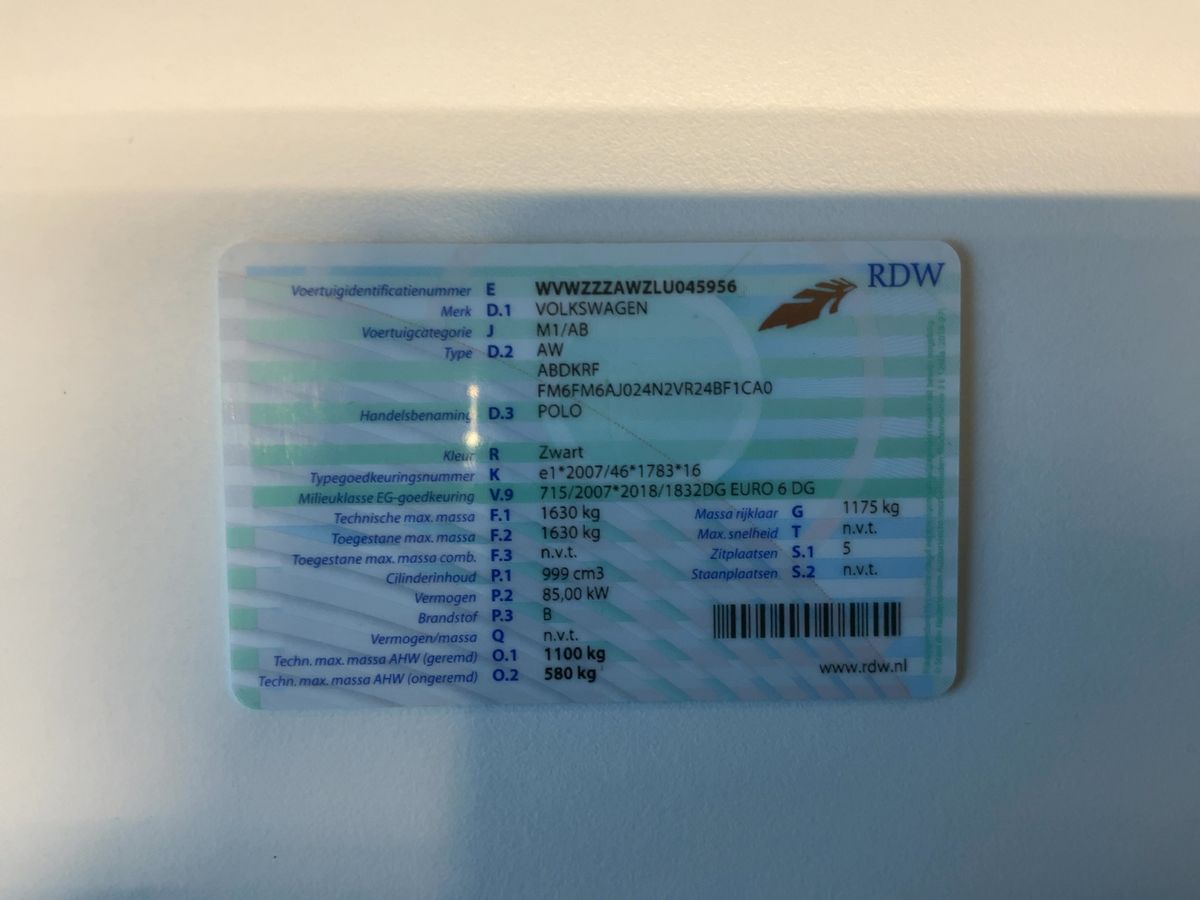 RDW
Voertuigidentificatienummer E WVWZZZAWZLU045956
Merk D.1 VOLKSWAGEN
Voertuigcategorie J M1/AB
Type D.2 AW
ABDKRF
FM6FM6AJ024N2VR24BF1CA0
Handelsbenaming D.3 POLO
Kleur R Zwart
Typegoedkeuringsnummer K e1*2007/46*1783*16
Milieuklasse EG-goedkeuring V.9 715/2007*2018/1832DG EURO 6 DG
Technische max. massa F.1 1630 kg Massa rijklaar G 1175 kg
Toegestane max. massa F.2 1630 kg Max. snelheid T n.v.t.
Toegestane max. massa comb. F.3 n.v.t. Zitplaatsen S.1 5
Cilinderinhoud P.1 999 cm3 Staanplaatsen S.2 n.v.t.
Vermogen P.2 85,00 kW
Brandstof P.3 B
Vermogen/massa Q n.v.t.
Techn. max. massa AHW (geremd) O.1 1100 kg
Techn. max. massa AHW (ongeremd) O.2 580 kg
www.rdw.nl